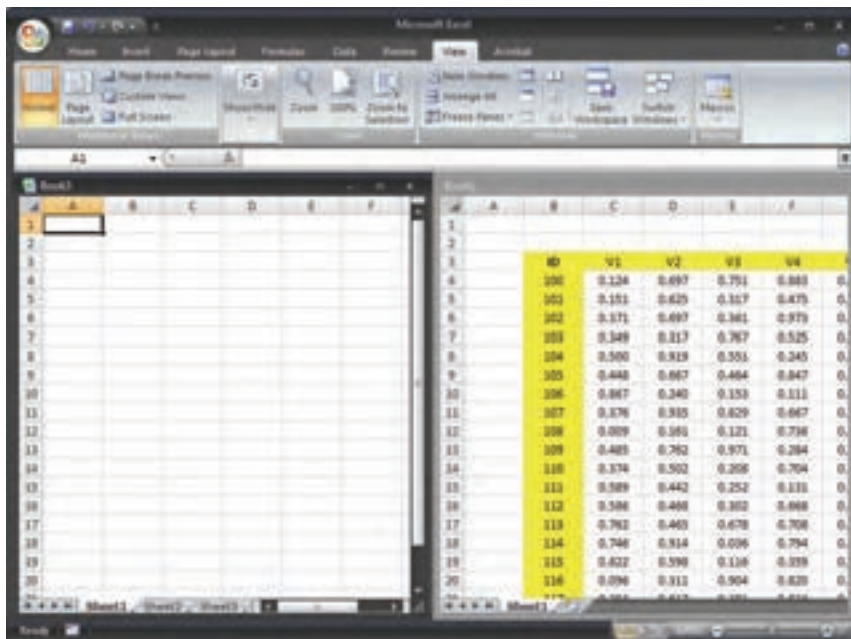 Microsoft Excel
Home Insert Page Layout Formulas Data Review View Acrobat
Normal Page Layout Page Break Preview Custom Views Full Screen Show/Hide Zoom 100% Zoom to Selection New Window Arrange All Freeze Panes Save Workspace Switch Windows Macros
A1
Book3
A B C D E F
A B C D E F
1
2
3 ID V1 V2 V3 V4
4 100 0.124 0.697 0.751 0.883
5 101 0.151 0.625 0.317 0.475
6 102 0.371 0.697 0.361 0.973
7 103 0.349 0.317 0.767 0.525
8 104 0.500 0.919 0.551 0.245
9 105 0.448 0.667 0.464 0.847
10 106 0.867 0.240 0.153 0.111
11 107 0.376 0.935 0.829 0.667
12 108 0.009 0.161 0.121 0.736
13 109 0.485 0.762 0.971 0.284
14 110 0.374 0.502 0.208 0.704
15 111 0.589 0.442 0.252 0.131
16 112 0.586 0.460 0.302 0.668
17 113 0.762 0.465 0.678 0.708
18 114 0.746 0.914 0.036 0.794
19 115 0.822 0.598 0.116 0.359
20 116 0.096 0.311 0.904 0.820
Sheet1 Sheet2 Sheet3
Sheet1
Ready